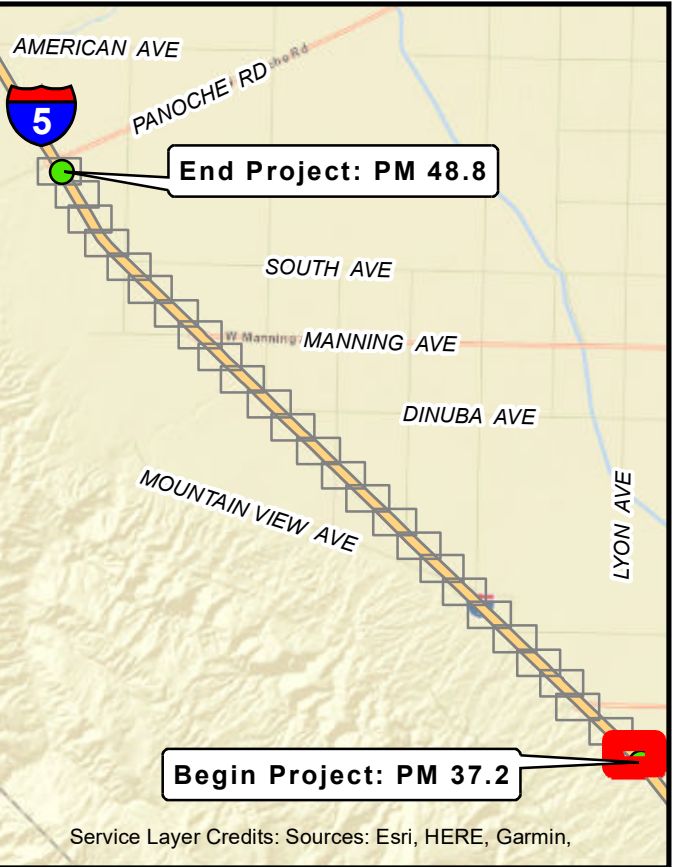 AMERICAN AVE
PANOCHE RD
5
End Project: PM 48.8
SOUTH AVE
W Manning
MANNING AVE
DINUBA AVE
MOUNTAIN VIEW AVE
LYON AVE
Begin Project: PM 37.2
Service Layer Credits: Sources: Esri, HERE, Garmin,